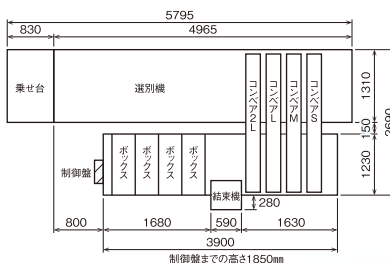 5795
830
4965
乗せ台
選別機
コンベア2L
コンベアL
コンベアM
コンベアS
1310
150
2690
1230
制御盤
ボックス
ボックス
ボックス
ボックス
結束機
280
800
1680
590
1630
3900
制御盤までの高さ1850㎜